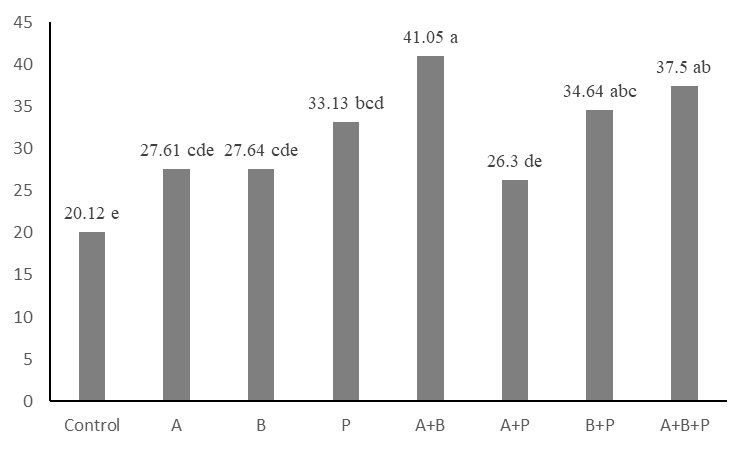 45
40
35
30
25
20
15
10
5
0
20.12 e
27.61 cde
27.64 cde
33.13 bcd
41.05 a
26.3 de
34.64 abc
37.5 ab
Control A B P A+B A+P B+P A+B+P